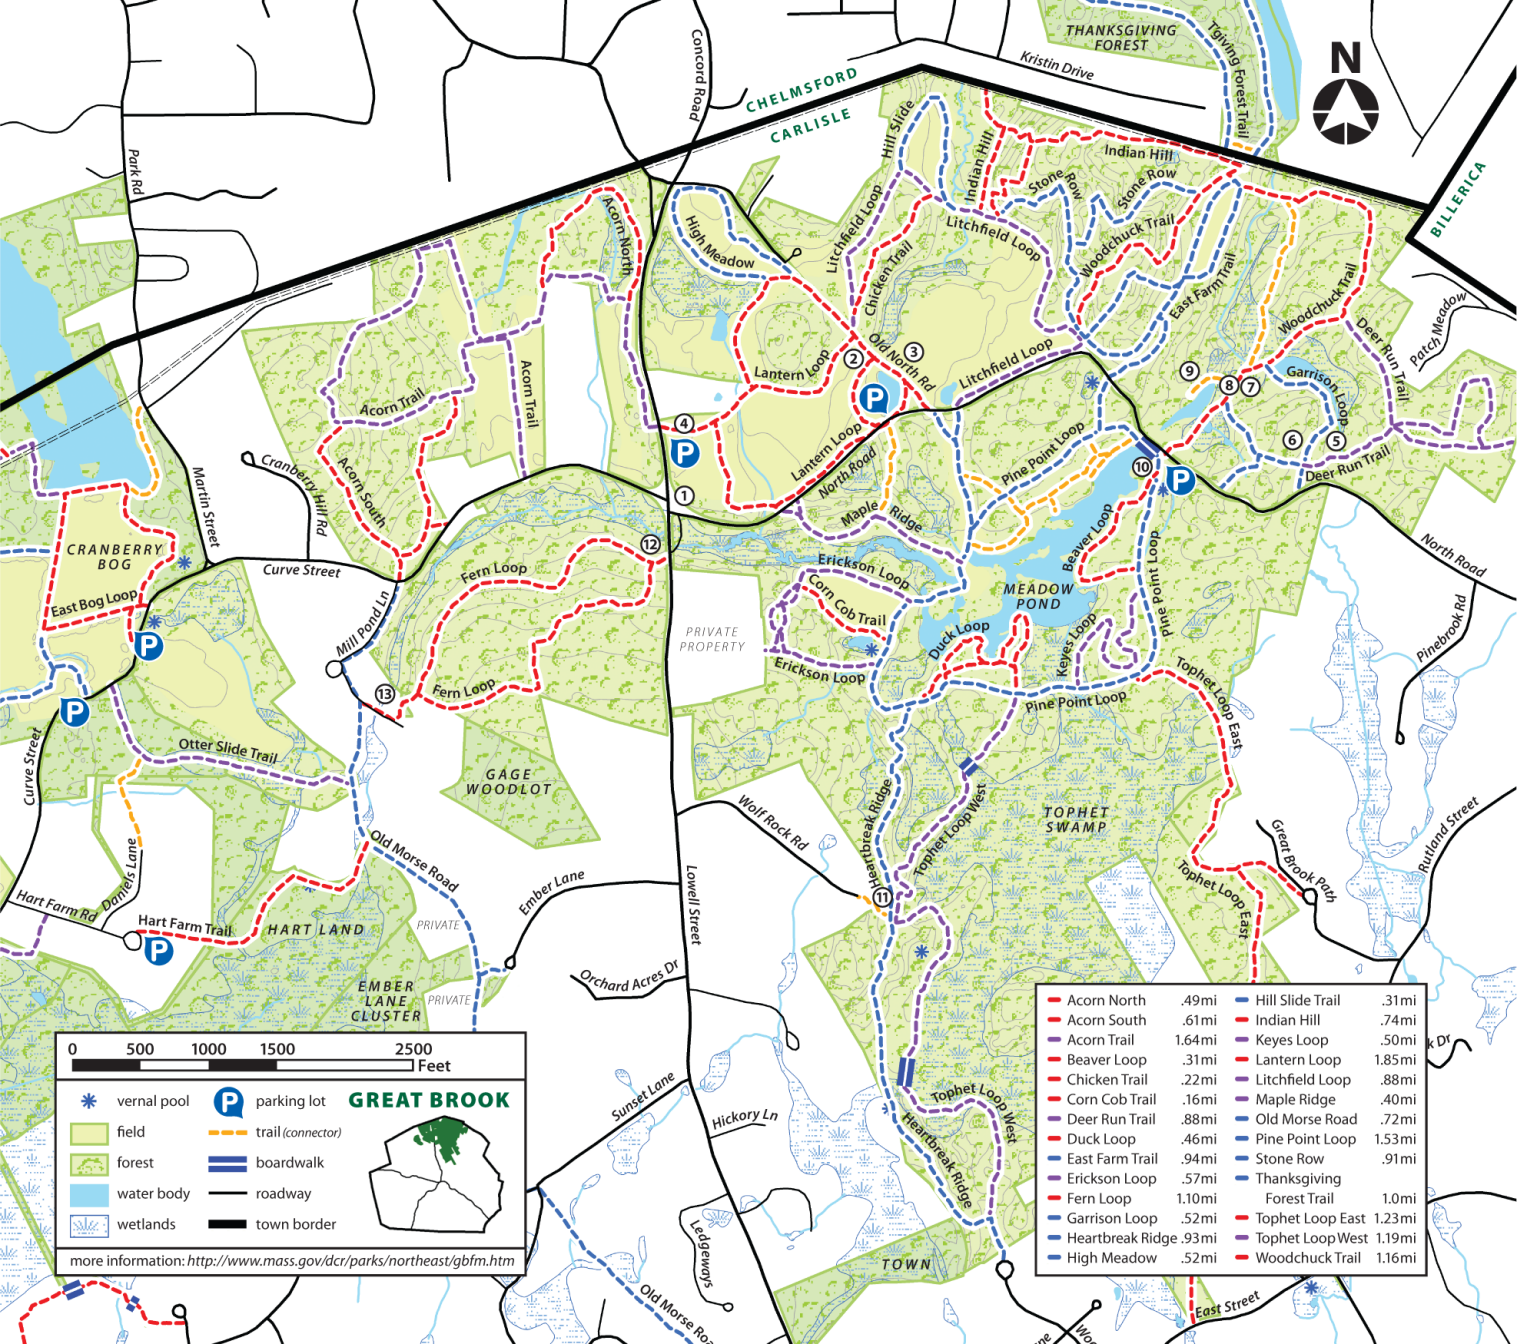 THANKSGIVING
FOREST
T'giving Forest Trail
Kristin Drive
N
Concord Road
CHELMSFORD
CARLISLE
BILLERICA
Park Rd
Hill Slide
Indian Hill
Indian Hill
Stone
Row
Stone Row
Litchfield Loop
Litchfield Loop
Woodchuck Trail
Acorn North
High Meadow
Chicken Trail
East Farm Trail
Woodchuck Trail
Patch Meadow
Deer Run Trail
Old North Rd
Litchfield Loop
Lantern Loop
Garrison Loop
Acorn Trail
Acorn Trail
2
3
P
9
8
7
4
P
Lantern Loop
North Road
Pine Point Loop
6
5
Deer Run Trail
10
P
Acorn South
Cranberry Hill Rd
Martin Street
1
Maple
Ridge
Beaver Loop
North Road
CRANBERRY
BOG
12
Curve Street
Fern Loop
Erickson Loop
Corn
Cob Trail
MEADOW
POND
Pine Point Loop
East Bog Loop
P
Mill Pond Ln
PRIVATE
PROPERTY
Duck Loop
Keyes Loop
Pinebrook Rd
Erickson Loop
Fern Loop
13
P
Pine Point Loop
Tophet Loop East
Curve Street
Otter Slide Trail
GAGE
WOODLOT
Wolf Rock Rd
Heartbreak Ridge
Tophet Loop West
TOPHET
SWAMP
Great Brook Path
Rutland Street
Old Morse Road
Daniels Lane
Ember Lane
Lowell Street
11
Tophet Loop East
Hart Farm Rd
Hart Farm Trail
P
HART LAND
PRIVATE
Orchard Acres Dr
EMBER
LANE
CLUSTER
PRIVATE
Sunset Lane
Hickory Ln
Tophet Loop West
Heartbreak Ridge
Ledgeways
TOWN
Old Morse Roa
East Street
k Dr
0 500 1000 1500 2500
Feet
vernal pool
P parking lot
field
trail (connector)
forest
boardwalk
water body
roadway
wetlands
town border
GREAT BROOK
more information: http://www.mass.gov/dcr/parks/northeast/gbfm.htm
Acorn North .49mi
Acorn South .61mi
Acorn Trail 1.64mi
Beaver Loop .31mi
Chicken Trail .22mi
Corn Cob Trail .16mi
Deer Run Trail .88mi
Duck Loop .46mi
East Farm Trail .94mi
Erickson Loop .57mi
Fern Loop 1.10mi
Garrison Loop .52mi
Heartbreak Ridge .93mi
High Meadow .52mi
Hill Slide Trail .31mi
Indian Hill .74mi
Keyes Loop .50mi
Lantern Loop 1.85mi
Litchfield Loop .88mi
Maple Ridge .40mi
Old Morse Road .72mi
Pine Point Loop 1.53mi
Stone Row .91mi
Thanksgiving
Forest Trail 1.0mi
Tophet Loop East 1.23mi
Tophet Loop West 1.19mi
Woodchuck Trail 1.16mi